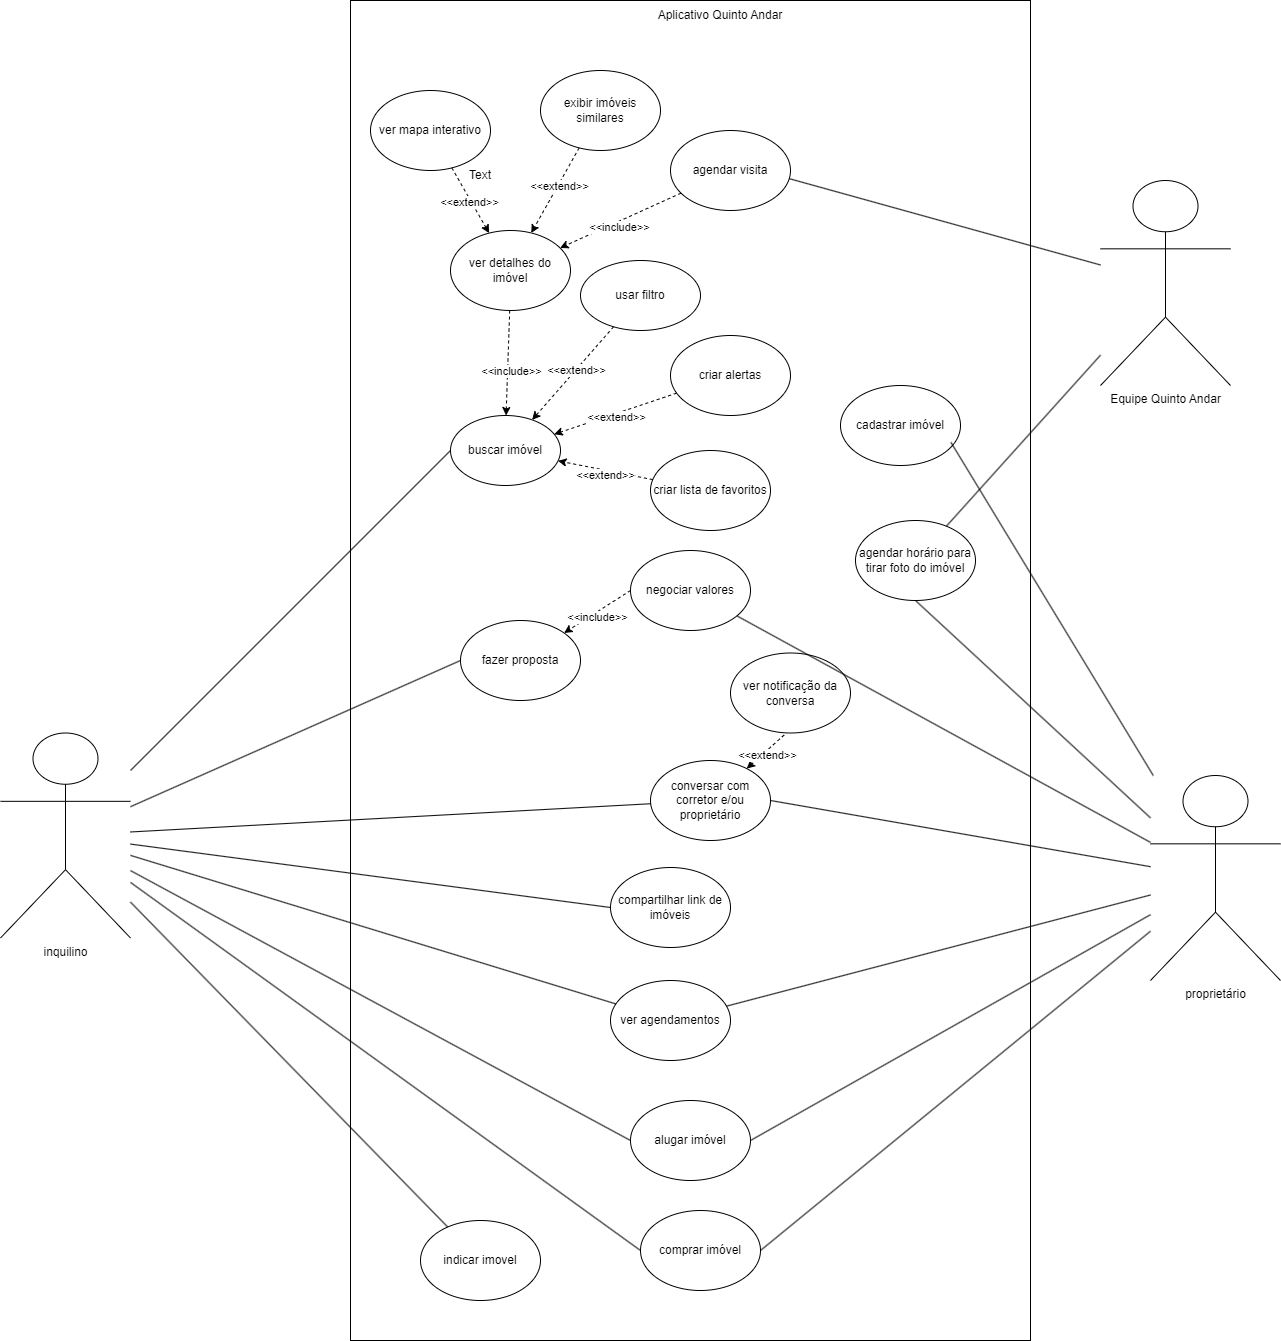 Aplicativo Quinto Andar
exibir imóveis
similares
ver mapa interativo
agendar visita
Text
<<extend>>
<<extend>>
<<include>>
ver detalhes do
imóvel
usar filtro
<<include>>
<<extend>>
criar alertas
<<extend>>
Equipe Quinto Andar
cadastrar imóvel
buscar imóvel
<<extend>>
criar lista de favoritos
agendar horário para
tirar foto do imóvel
negociar valores
<<include>>
fazer proposta
ver notificação da
conversa
<<extend>>
conversar com
corretor e/ou
proprietário
compartilhar link de
imóveis
inquilino
proprietário
ver agendamentos
alugar imóvel
comprar imóvel
indicar imovel